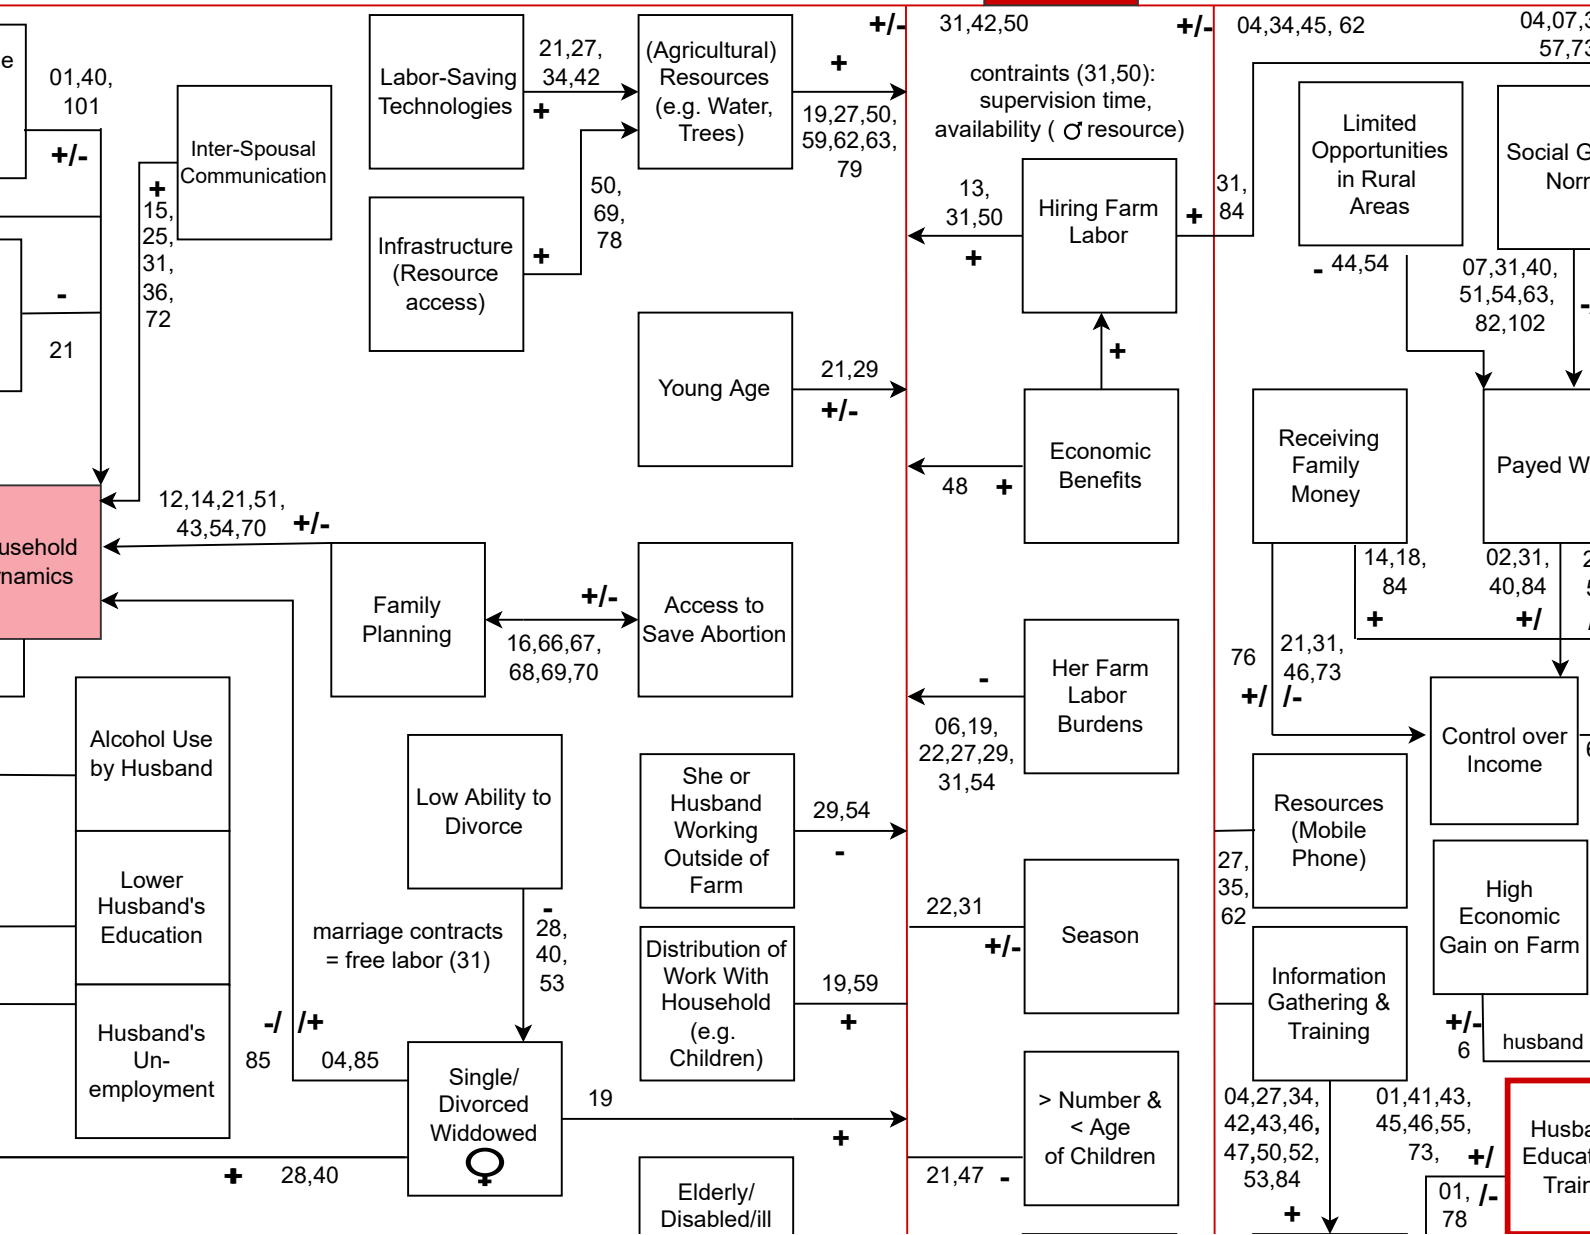 e
01,40,
101
+/-
-
21
Inter-Spousal
Communication
+
15,
25,
31,
36,
72
Labor-Saving
Technologies
21,27,
34,42
+
(Agricultural)
Resources
(e.g. Water,
Trees)
+/-
+
19,27,50,
59,62,63,
79
Infrastructure
(Resource
access)
+
50,
69,
78
31,42,50
+/-
04,34,45, 62
04,07,3
57,73
contraints (31,50):
supervision time,
availability ( ♂ resource)
Hiring Farm
Labor
13,
31,50
+
31,
84
+
Limited
Opportunities
in Rural
Areas
- 44,54
Social G
Norr
07,31,40,
51,54,63,
82,102
-
Young Age
21,29
+/-
+
Economic
Benefits
48 +
Receiving
Family
Money
Payed W
usehold
namics
12,14,21,51,
43,54,70
+/-
Family
Planning
+/-
16,66,67,
68,69,70
Access to
Save Abortion
14,18,
84
+
02,31,
40,84
+/
2
5
/
76
+/
21,31,
46,73
/-
Her Farm
Labor
Burdens
-
06,19,
22,27,29,
31,54
Control over
Income
6
Alcohol Use
by Husband
Lower
Husband's
Education
Husband's
Un-
employment
Low Ability to
Divorce
-
28,
40,
53
marriage contracts
= free labor (31)
She or
Husband
Working
Outside of
Farm
29,54
-
Resources
(Mobile
Phone)
27,
35,
62
High
Economic
Gain on Farm
+/-
6
husband
Distribution of
Work With
Household
(e.g.
Children)
19,59
+
22,31
+/-
Season
Information
Gathering &
Training
-/ /+
85
04,85
Single/
Divorced
Widdowed
♀
19
+
+ 28,40
Elderly/
Disabled/ill
> Number &
< Age
of Children
21,47 -
04,27,34,
42,43,46,
47,50,52,
53,84
+
01,41,43,
45,46,55,
73, +/
01, /-
78
Husba
Educat
Train